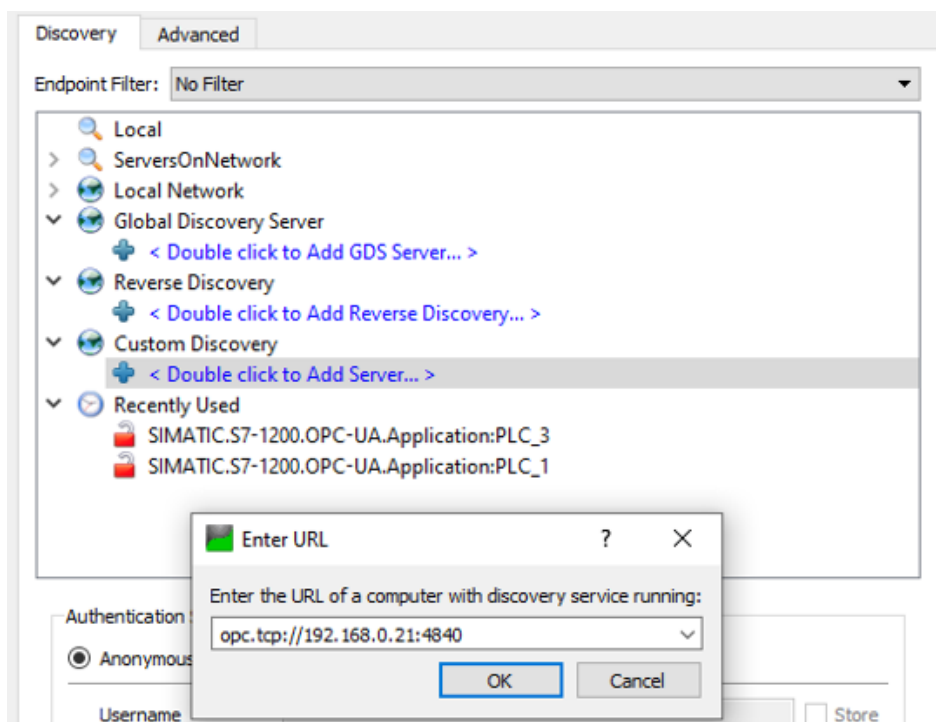 Discovery Advanced
Endpoint Filter: No Filter
Local
ServersOnNetwork
Local Network
Global Discovery Server
< Double click to Add GDS Server... >
Reverse Discovery
< Double click to Add Reverse Discovery... >
Custom Discovery
< Double click to Add Server... >
Recently Used
SIMATIC.S7-1200.OPC-UA.Application:PLC_3
SIMATIC.S7-1200.OPC-UA.Application:PLC_1
Enter URL ?
Enter the URL of a computer with discovery service running:
opc.tcp://192.168.0.21:4840
OK Cancel
Authentication
Anonymous
Username Store